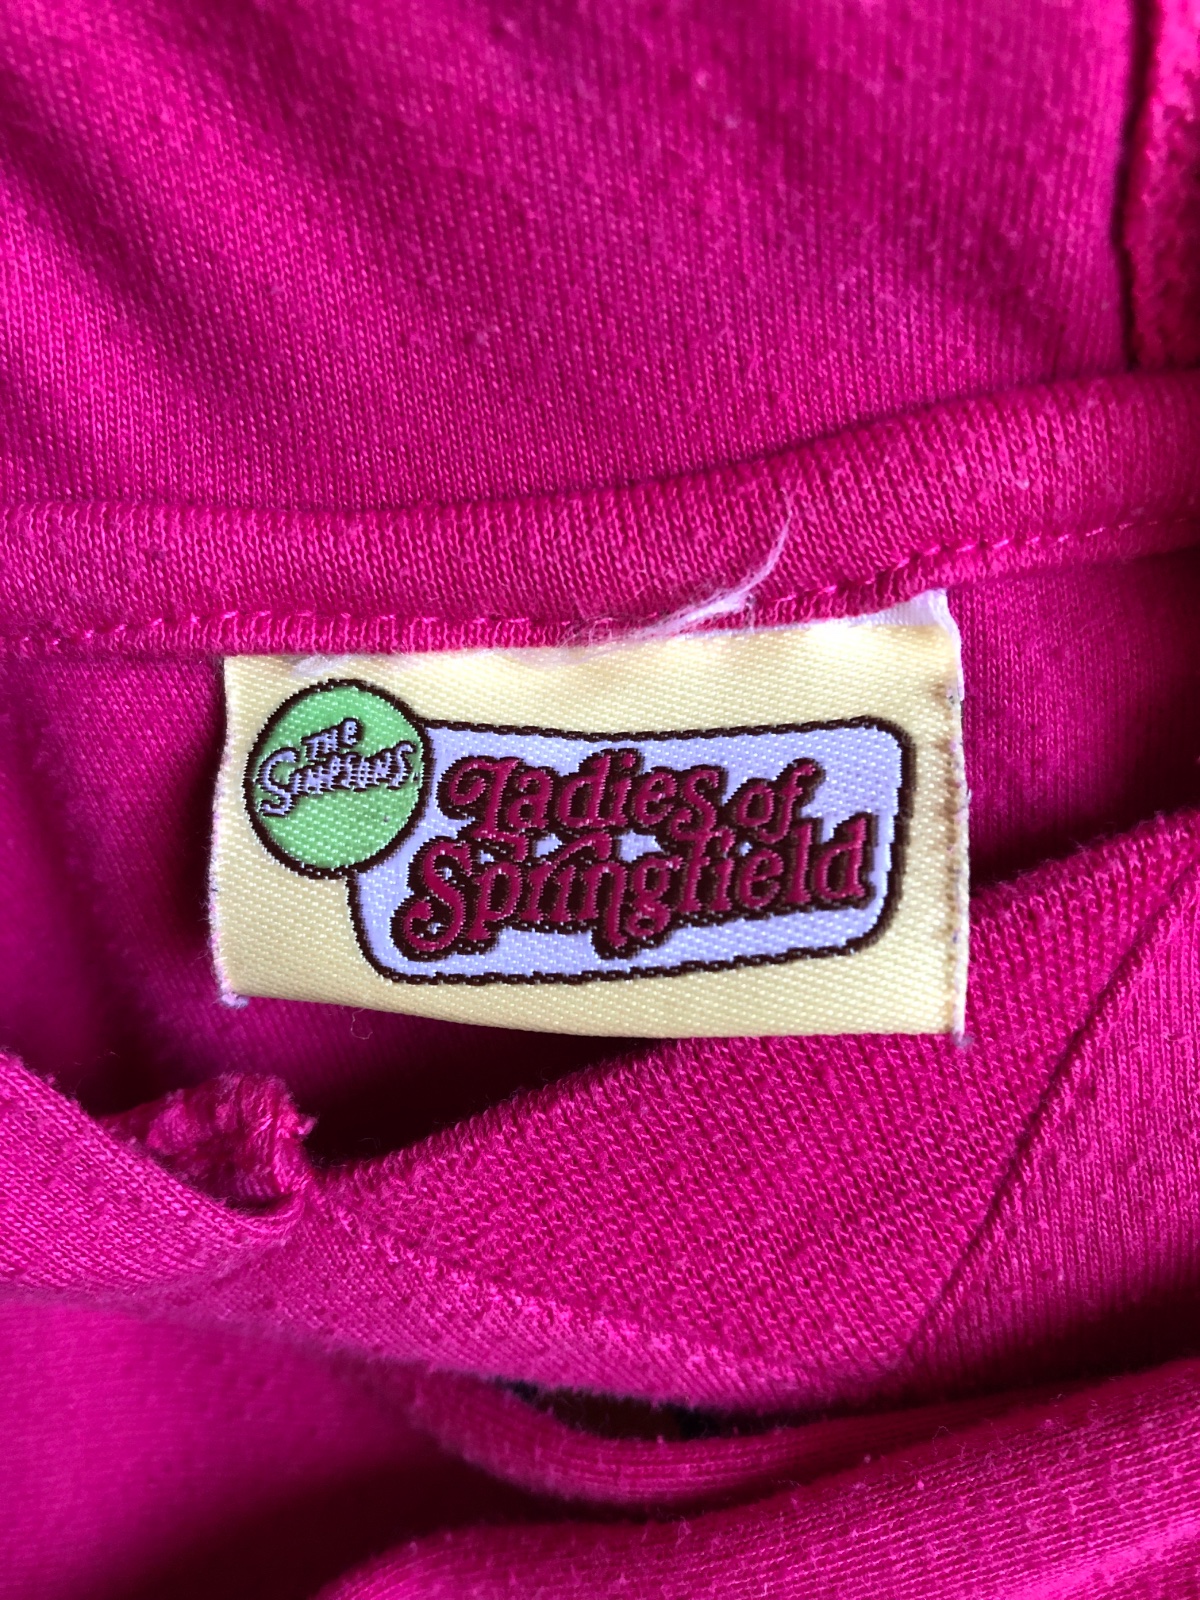 The
Simpsons
Ladies of
Springfield